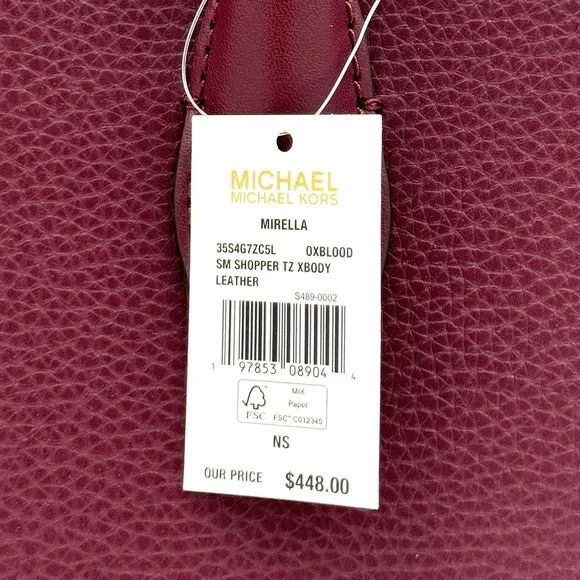 MICHAEL
MICHAEL KORS
MIRELLA
35S4G7ZC5L OXBLOOD
SM SHOPPER TZ XBODY
LEATHER
S489-0002
1 97853 08904 4
FSC
MIX
Paper
FSC™ C012345
NS
OUR PRICE $448.00